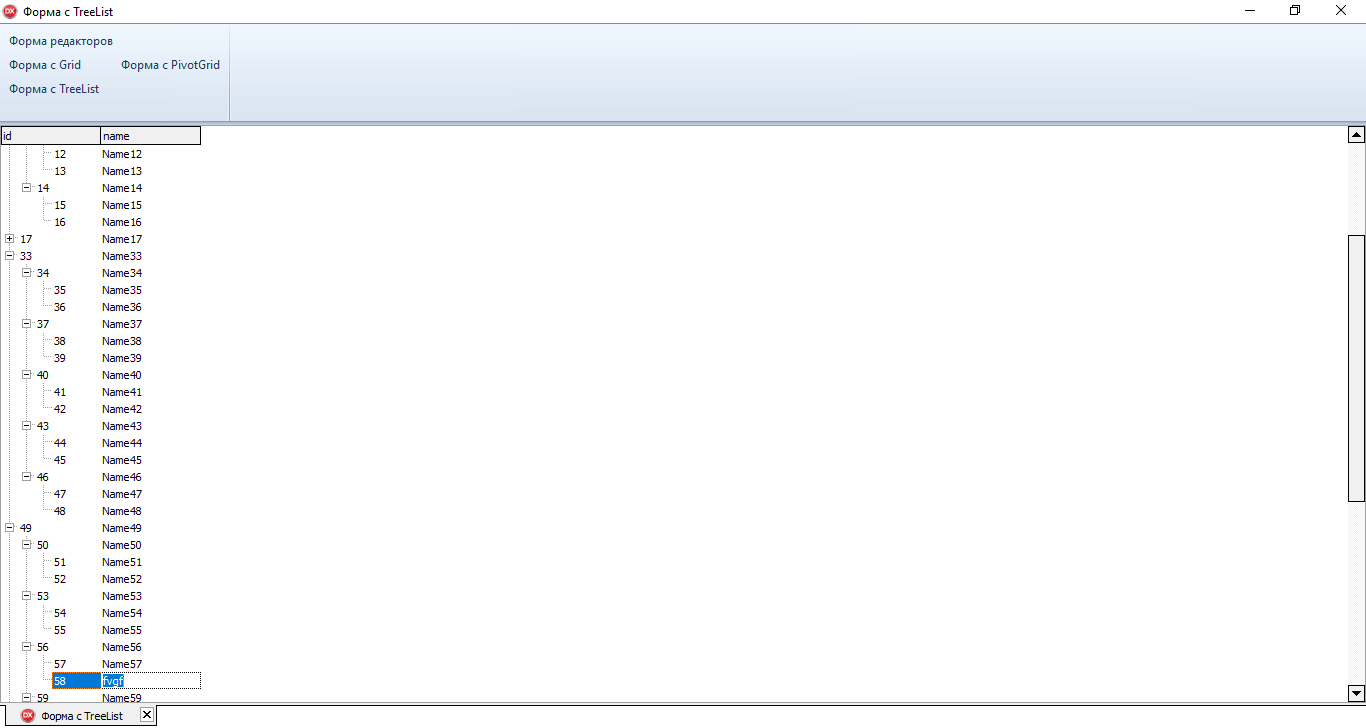 DX Форма с TreeList
Форма редакторов
Форма с Grid Форма с PivotGrid
Форма с TreeList
id name
12 Name12
13 Name13
14 Name14
15 Name15
16 Name16
17 Name17
33 Name33
34 Name34
35 Name35
36 Name36
37 Name37
38 Name38
39 Name39
40 Name40
41 Name41
42 Name42
43 Name43
44 Name44
45 Name45
46 Name46
47 Name47
48 Name48
49 Name49
50 Name50
51 Name51
52 Name52
53 Name53
54 Name54
55 Name55
56 Name56
57 Name57
58 fvgf
59 Name59
DX Форма с TreeList